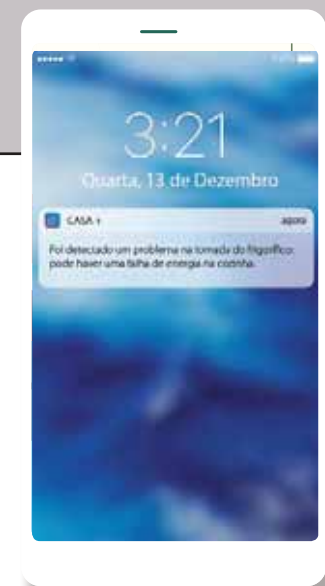 3:21
Quarta, 13 de Dezembro
CASA +
agora
Foi detectado um problema na tomada do frigorífico:
pode haver uma falha de energia na cozinha.